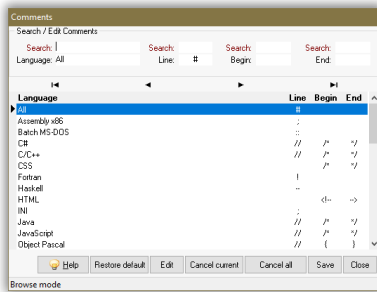 Comments
Search / Edit Comments
Search: Search: Search: Search:
Language: All Line: # Begin: End:
Language Line Begin End
All #
Assembly x86 ;
Batch MS-DOS ::
C# // /* */
C/C++ // /* */
CSS /* */
Fortran !
Haskell --
HTML <!-- -->
INI ;
Java // /* */
JavaScript // /* */
Object Pascal // { }
Help Restore default Edit Cancel current Cancel all Save Close
Browse mode